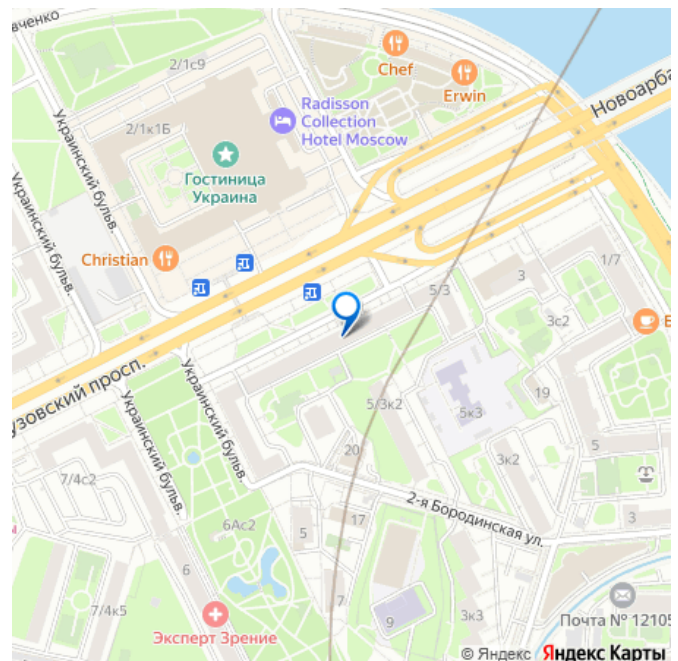 вченко
2/1с9
Chef
Erwin
Новоарба
Radisson
Collection
Hotel Moscow
2/1к1Б
Украинский бульв.
Гостиница
Украина
Украинский бульв.
Christian
1/7
3
5/3
3с2
Б
узовский просп.
Украинский бульв.
Украинский бульв.
19
5/3к2
5к3
5
20
3к2
7/4с2
2-я Бородинская ул.
17
3
6Ас2
5
6
7
7/4к5
9
3к3
Эксперт Зрение
Почта № 12105
© Яндекс Яндекс Карты